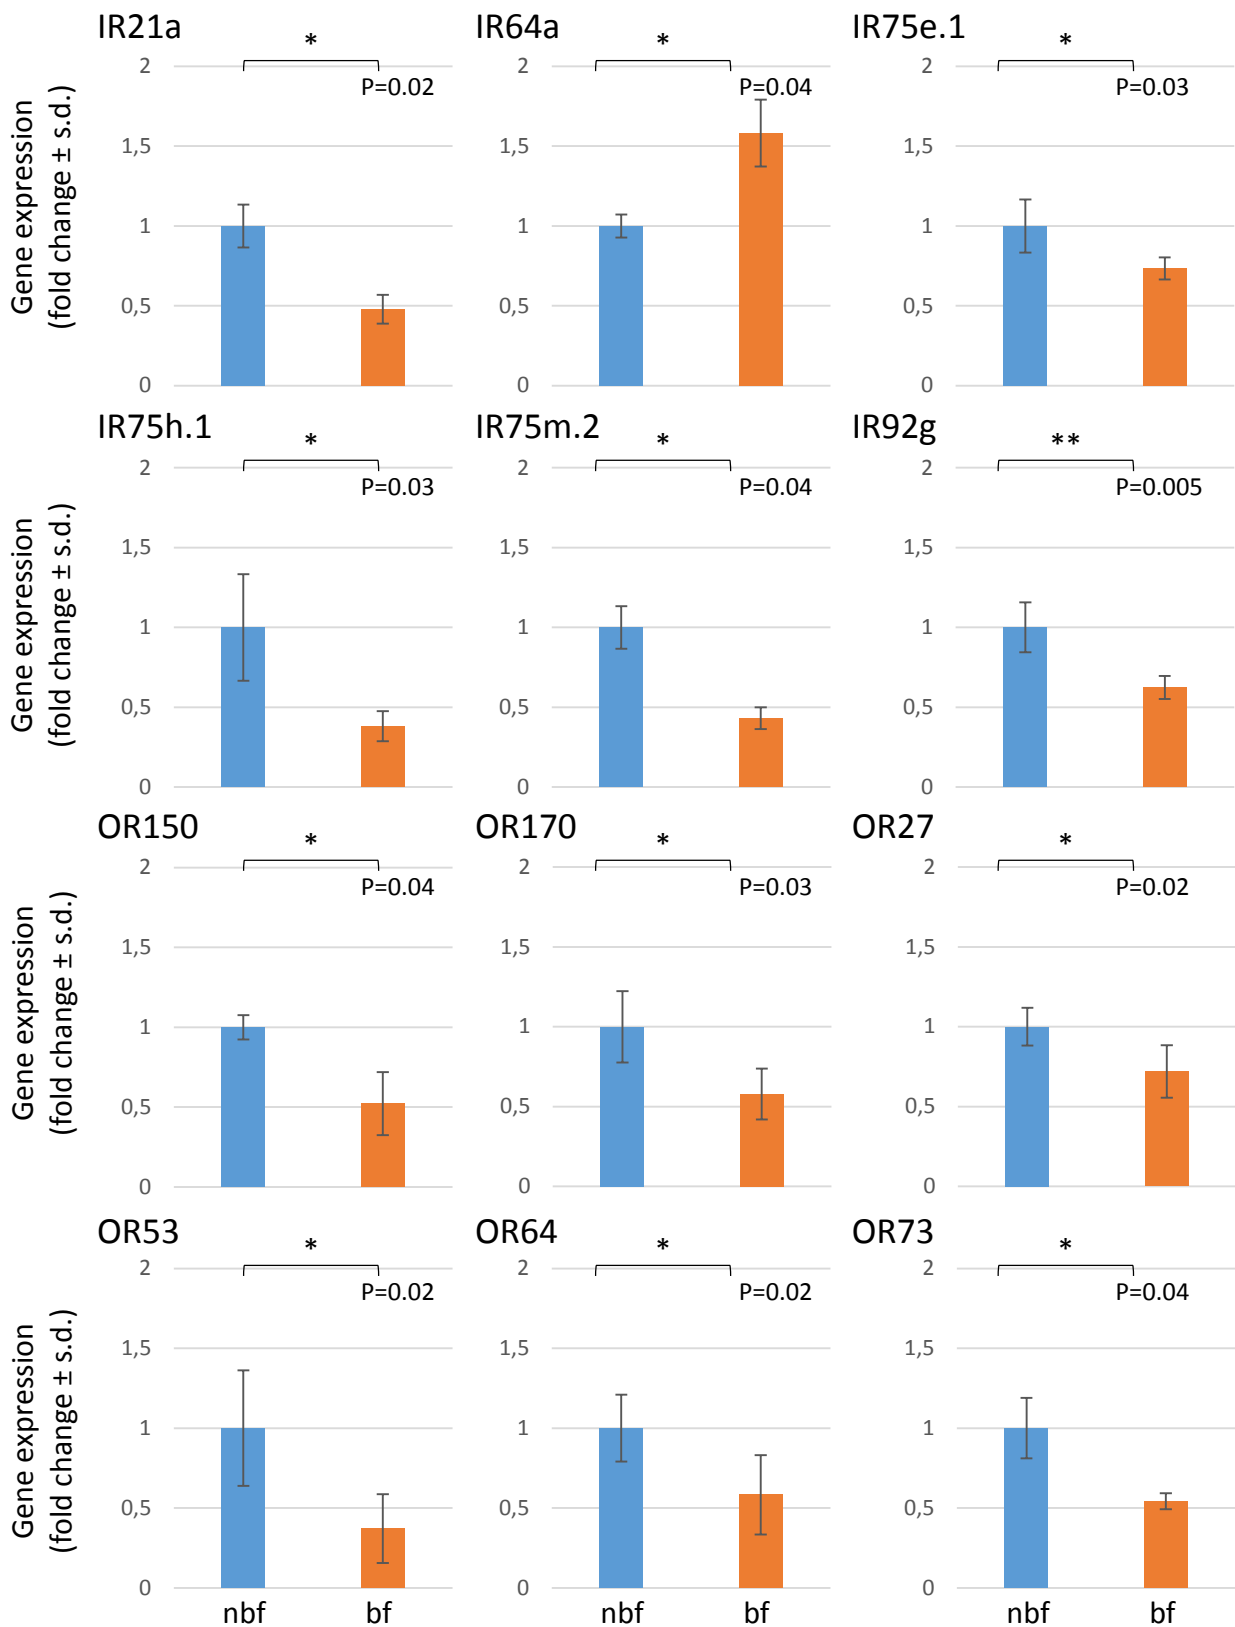 IR21a
IR64a
IR75e.1
*
*
*
2
2
2
P=0.02
P=0.04
P=0.03
Gene expression
(fold change ± s.d.)
1,5
1,5
1,5
1
1
1
0,5
0,5
0,5
0
0
0
IR75h.1
IR75m.2
IR92g
*
*
**
2
2
2
P=0.03
P=0.04
P=0.005
Gene expression
(fold change ± s.d.)
1,5
1,5
1,5
1
1
1
0,5
0,5
0,5
0
0
0
OR150
OR170
OR27
*
*
*
2
2
2
P=0.04
P=0.03
P=0.02
Gene expression
(fold change ± s.d.)
1,5
1,5
1,5
1
1
1
0,5
0,5
0,5
0
0
0
OR53
OR64
OR73
*
*
*
2
2
2
P=0.02
P=0.02
P=0.04
Gene expression
(fold change ± s.d.)
1,5
1,5
1,5
1
1
1
0,5
0,5
0,5
0
0
0
nbf bf
nbf bf
nbf bf